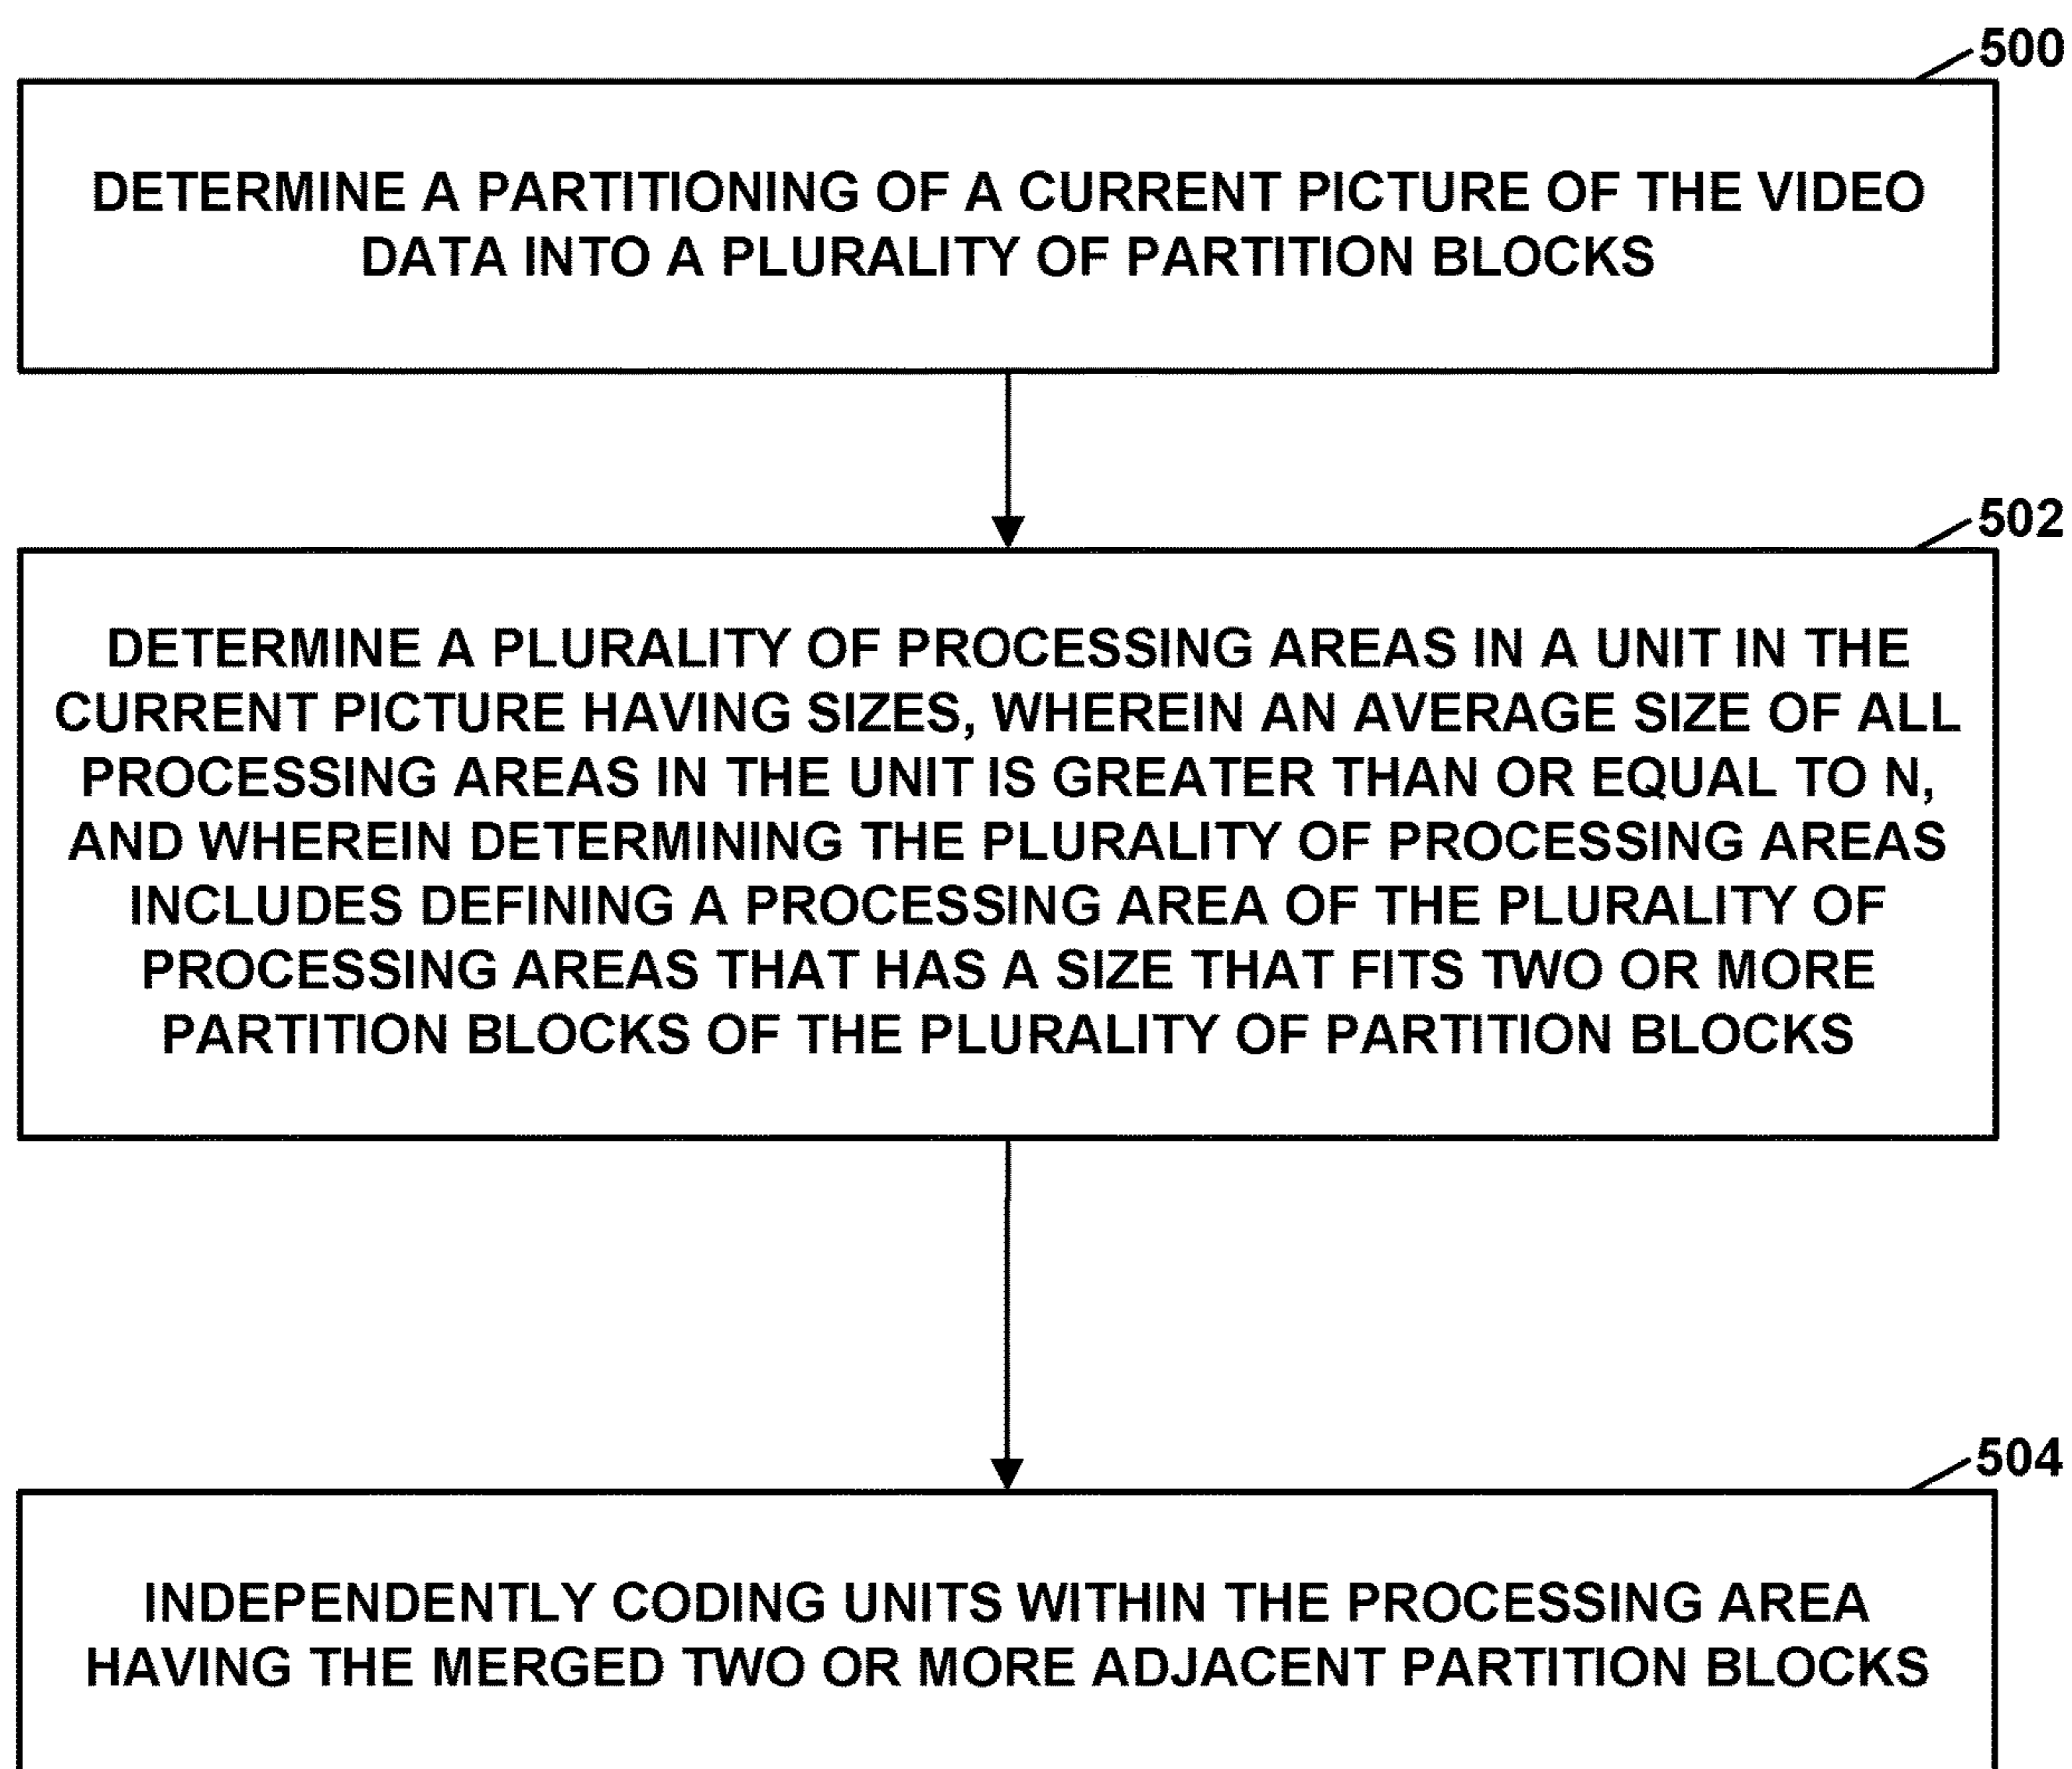 500
DETERMINE A PARTITIONING OF A CURRENT PICTURE OF THE VIDEO
DATA INTO A PLURALITY OF PARTITION BLOCKS
502
DETERMINE A PLURALITY OF PROCESSING AREAS IN A UNIT IN THE
CURRENT PICTURE HAVING SIZES, WHEREIN AN AVERAGE SIZE OF ALL
PROCESSING AREAS IN THE UNIT IS GREATER THAN OR EQUAL TO N,
AND WHEREIN DETERMINING THE PLURALITY OF PROCESSING AREAS
INCLUDES DEFINING A PROCESSING AREA OF THE PLURALITY OF
PROCESSING AREAS THAT HAS A SIZE THAT FITS TWO OR MORE
PARTITION BLOCKS OF THE PLURALITY OF PARTITION BLOCKS
504
INDEPENDENTLY CODING UNITS WITHIN THE PROCESSING AREA
HAVING THE MERGED TWO OR MORE ADJACENT PARTITION BLOCKS